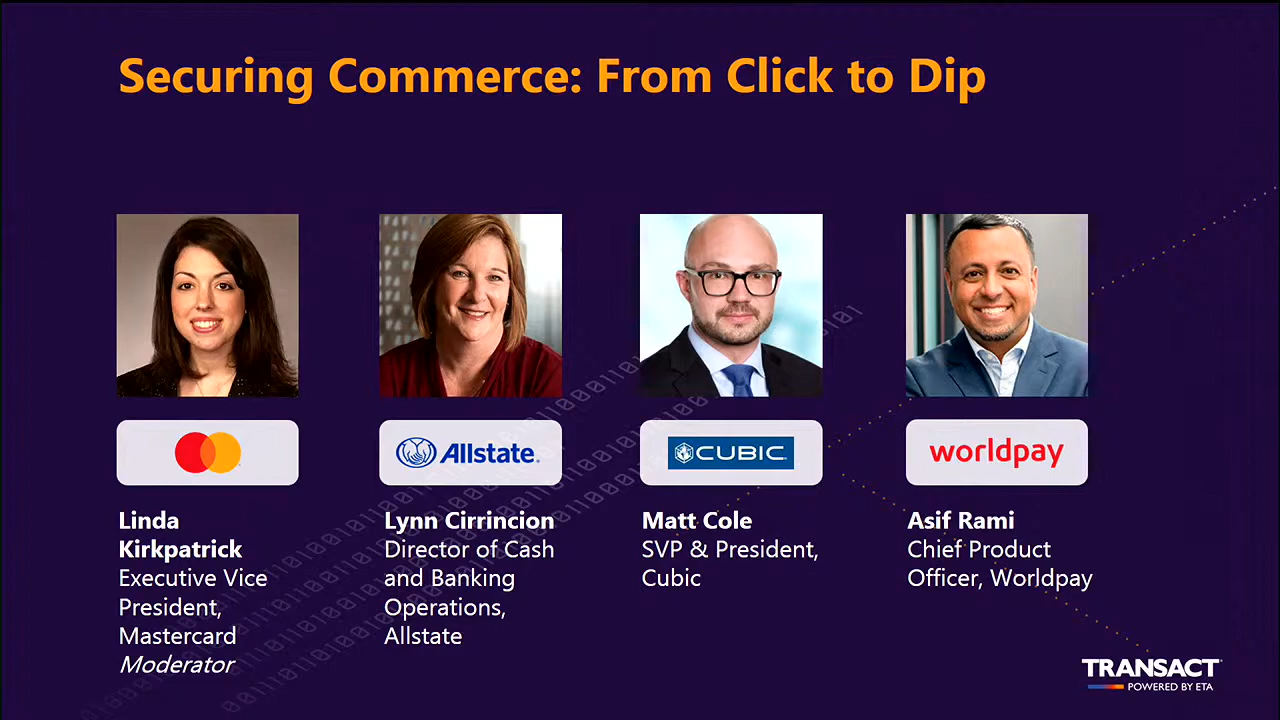 Securing Commerce: From Click to Dip
Allstate
CUBIC
worldpay
Linda
Kirkpatrick
Executive Vice
President,
Mastercard
Moderator
Lynn Cirrincion
Director of Cash
and Banking
Operations,
Allstate
Matt Cole
SVP & President,
Cubic
Asif Rami
Chief Product
Officer, Worldpay
TRANSACT
POWERED BY ETA